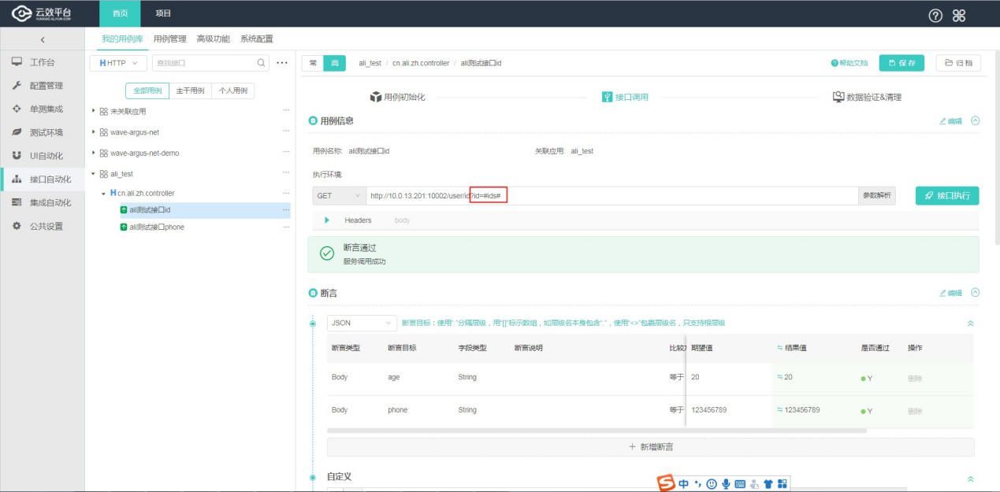 云效平台 首页 项目
YUNXIAO.ALIYUN.COM
我的用例库 用例管理 高级功能 系统配置
工作台
配置管理
单测集成
测试环境
UI自动化
接口自动化
集成自动化
公共设置
HTTP 查找接口
全部用例 主干用例 个人用例
未关联应用
wave-argus-net
wave-argus-net-demo
ali_test
H cn.ali.zh.controller
ali测试接口id
ali测试接口phone
常 高 ali_test / cn.ali.zh.controller / ali测试接口id 帮助文档 保存 归档
用例初始化 接口调用 数据验证&清理
用例信息 编辑
用例名称: ali测试接口id 关联应用: ali_test
执行环境:
GET http://10.0.13.201:10002/user/id?id=#ids# 参数解析 接口执行
Headers body
断言通过
服务调用成功
断言 编辑
JSON 断言目标：使用“.”分隔层级，用“[]”标示数组，如层级名本身包含“.”，使用“<>”包裹层级名，只支持根层级
断言类型 断言目标 字段类型 断言说明 比较 期望值 结果值 是否通过 操作
Body age String 等于 20 20 Y 删除
Body phone String 等于 123456789 123456789 Y 删除
+ 新增断言
自定义
S 中